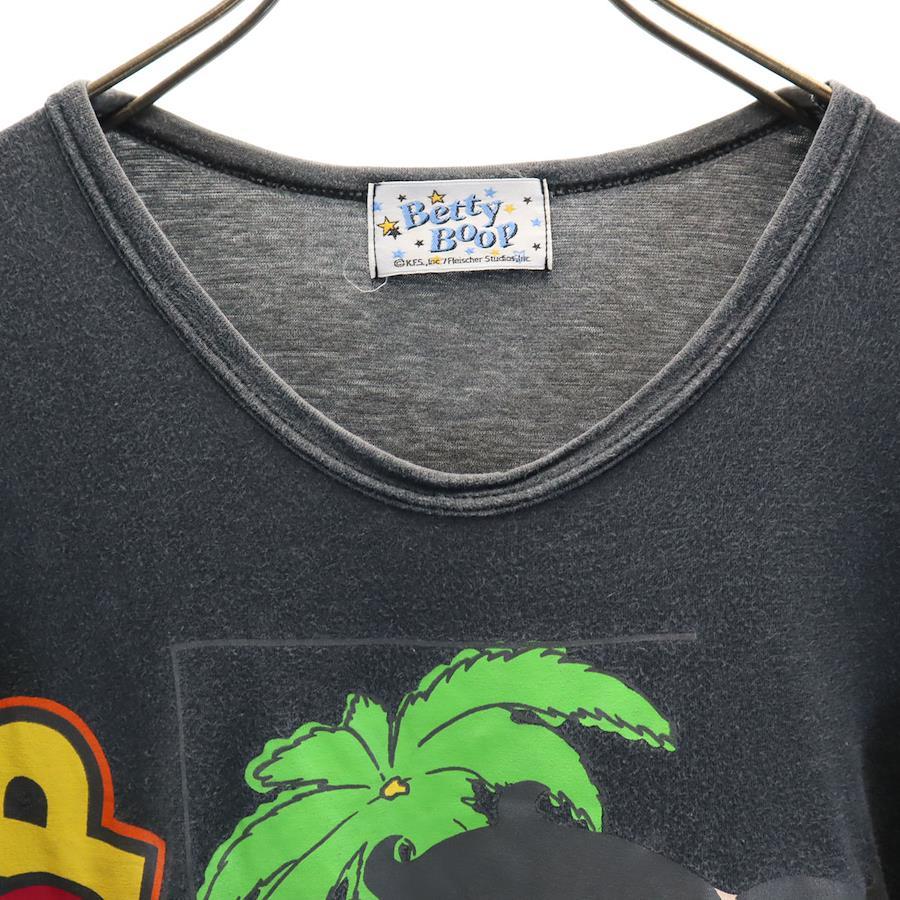 Betty
Boop
©K.F.S., Inc./Fleischer Studios, Inc.
P